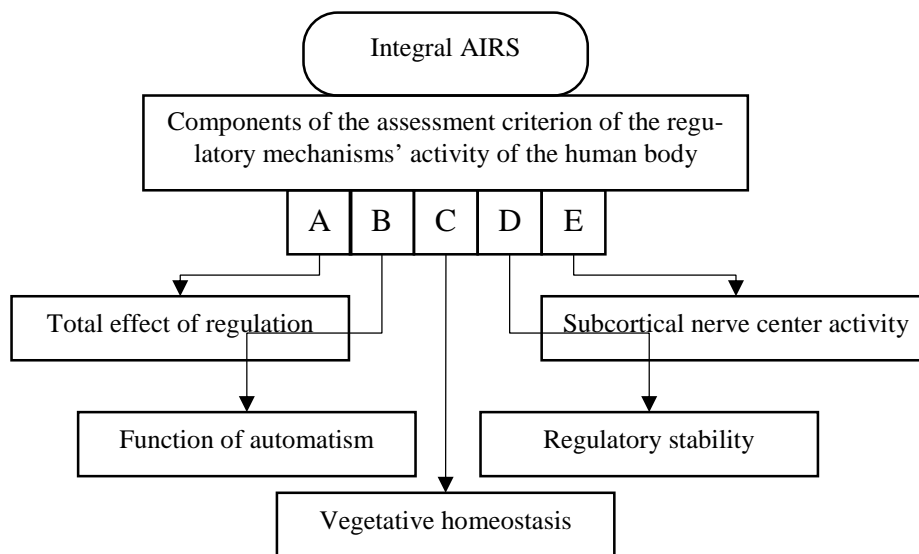 Integral AIRS
Components of the assessment criterion of the regu-
latory mechanisms’ activity of the human body
A B C D E
Total effect of regulation
Subcortical nerve center activity
Function of automatism
Regulatory stability
Vegetative homeostasis